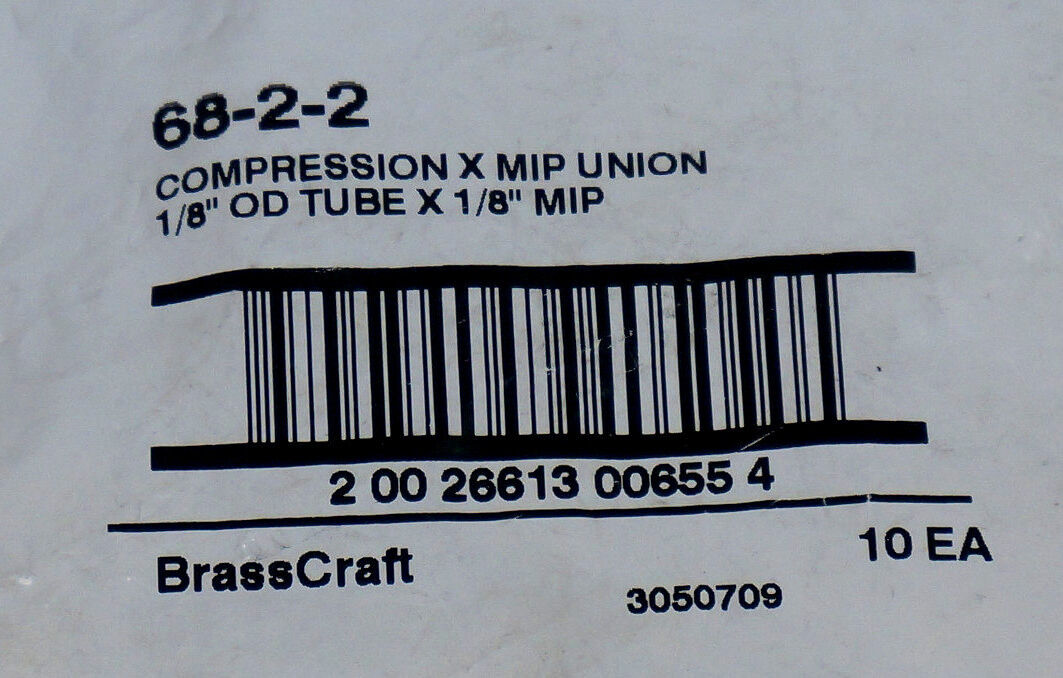 68-2-2
COMPRESSION X MIP UNION
1/8" OD TUBE X 1/8" MIP
2 00 26613 00655 4
BrassCraft
10 EA
3050709